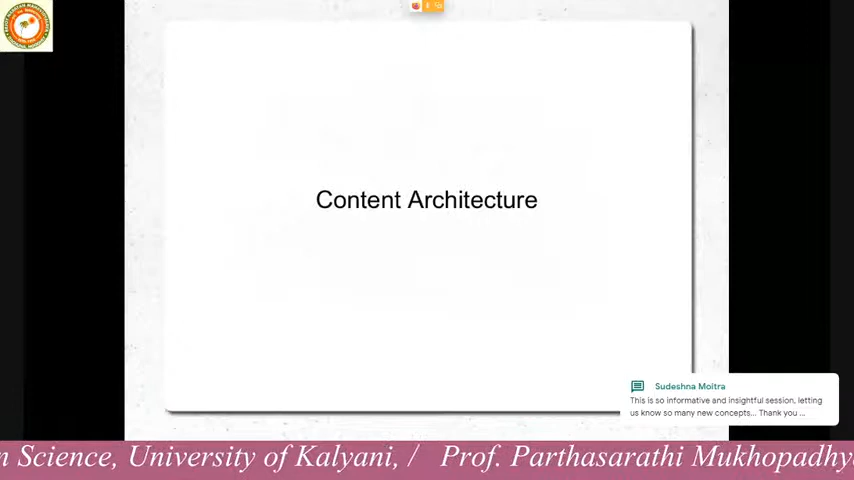 Content Architecture
Sudeshna Moitra
This is so informative and insightful session, letting
us know so many new concepts... Thank you ...
n Science, University of Kalyani, / Prof. Parthasarathi Mukhopadhy